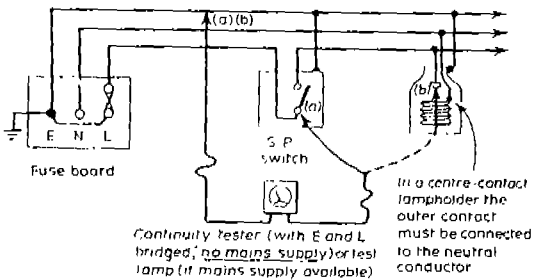 (a)(b)
E N L
Fuse board
(a)
S P
switch
(b)
In a centre-contact
lampholder the
outer contact
must be connected
to the neutral
conductor
Continuity tester (with E and L
bridged, no mains supply) or test
lamp (if mains supply available)